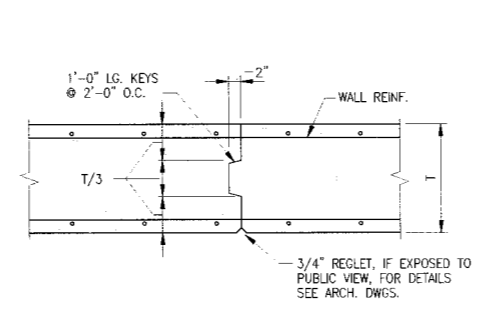 2"
1'-0" LG. KEYS
@ 2'-0" O.C.
WALL REINF.
T/3
T
3/4" REGLET, IF EXPOSED TO
PUBLIC VIEW, FOR DETAILS
SEE ARCH. DWGS.